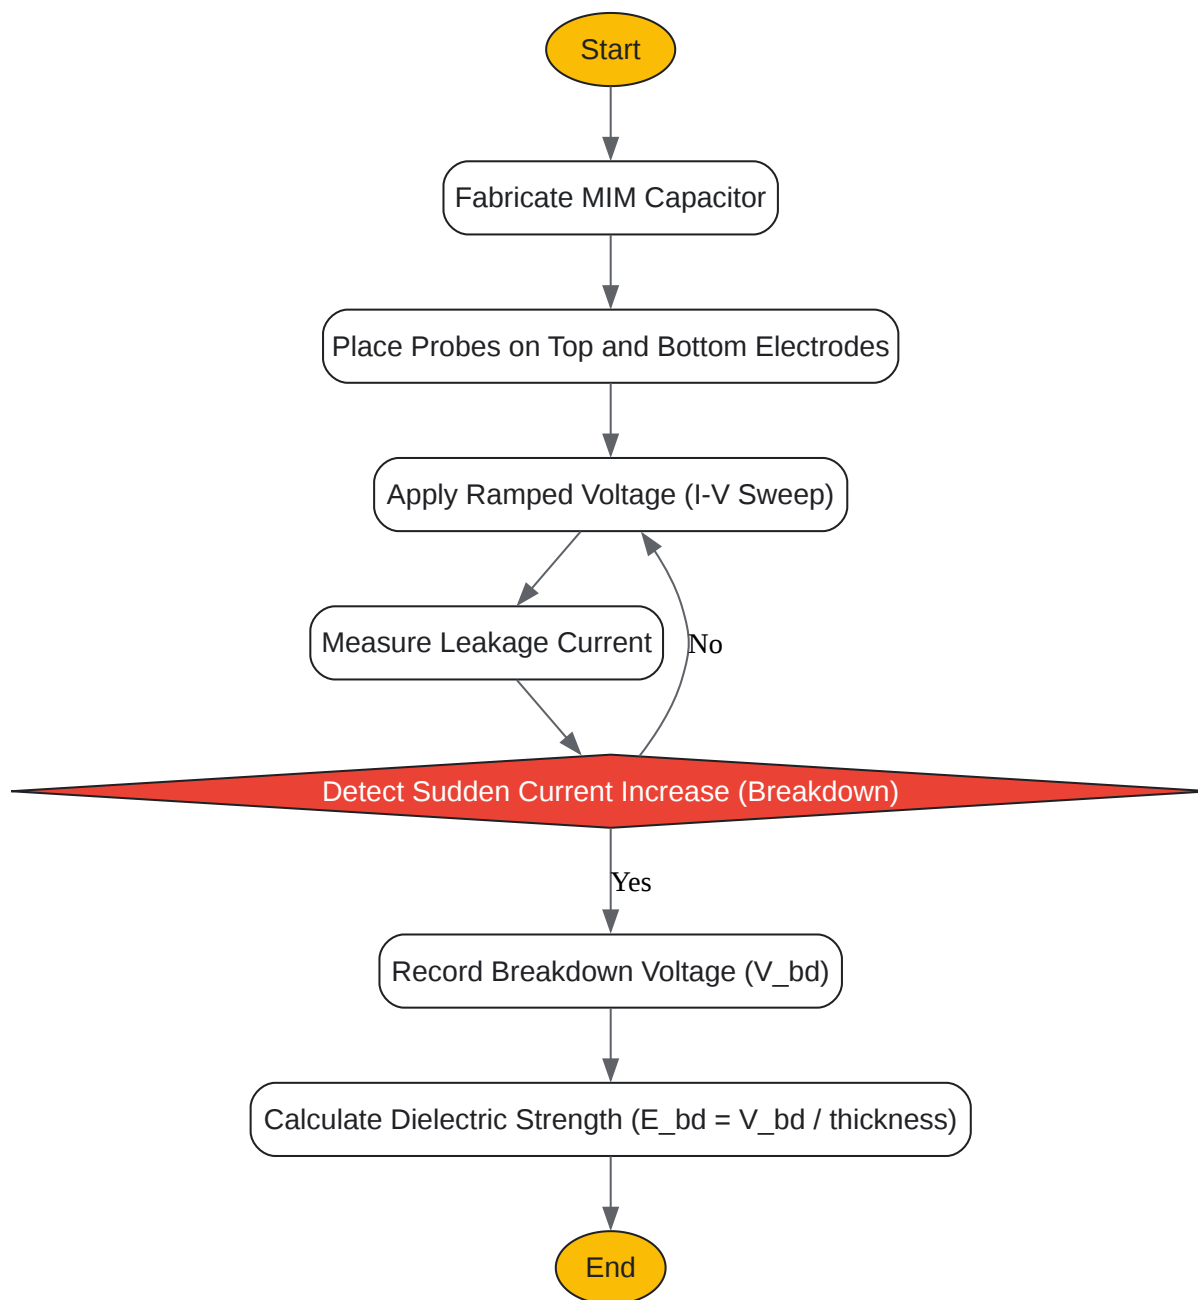 Start
Fabricate MIM Capacitor
Place Probes on Top and Bottom Electrodes
Apply Ramped Voltage (I-V Sweep)
Measure Leakage Current
No
Detect Sudden Current Increase (Breakdown)
Yes
Record Breakdown Voltage (V_bd)
Calculate Dielectric Strength (E_bd = V_bd / thickness)
End